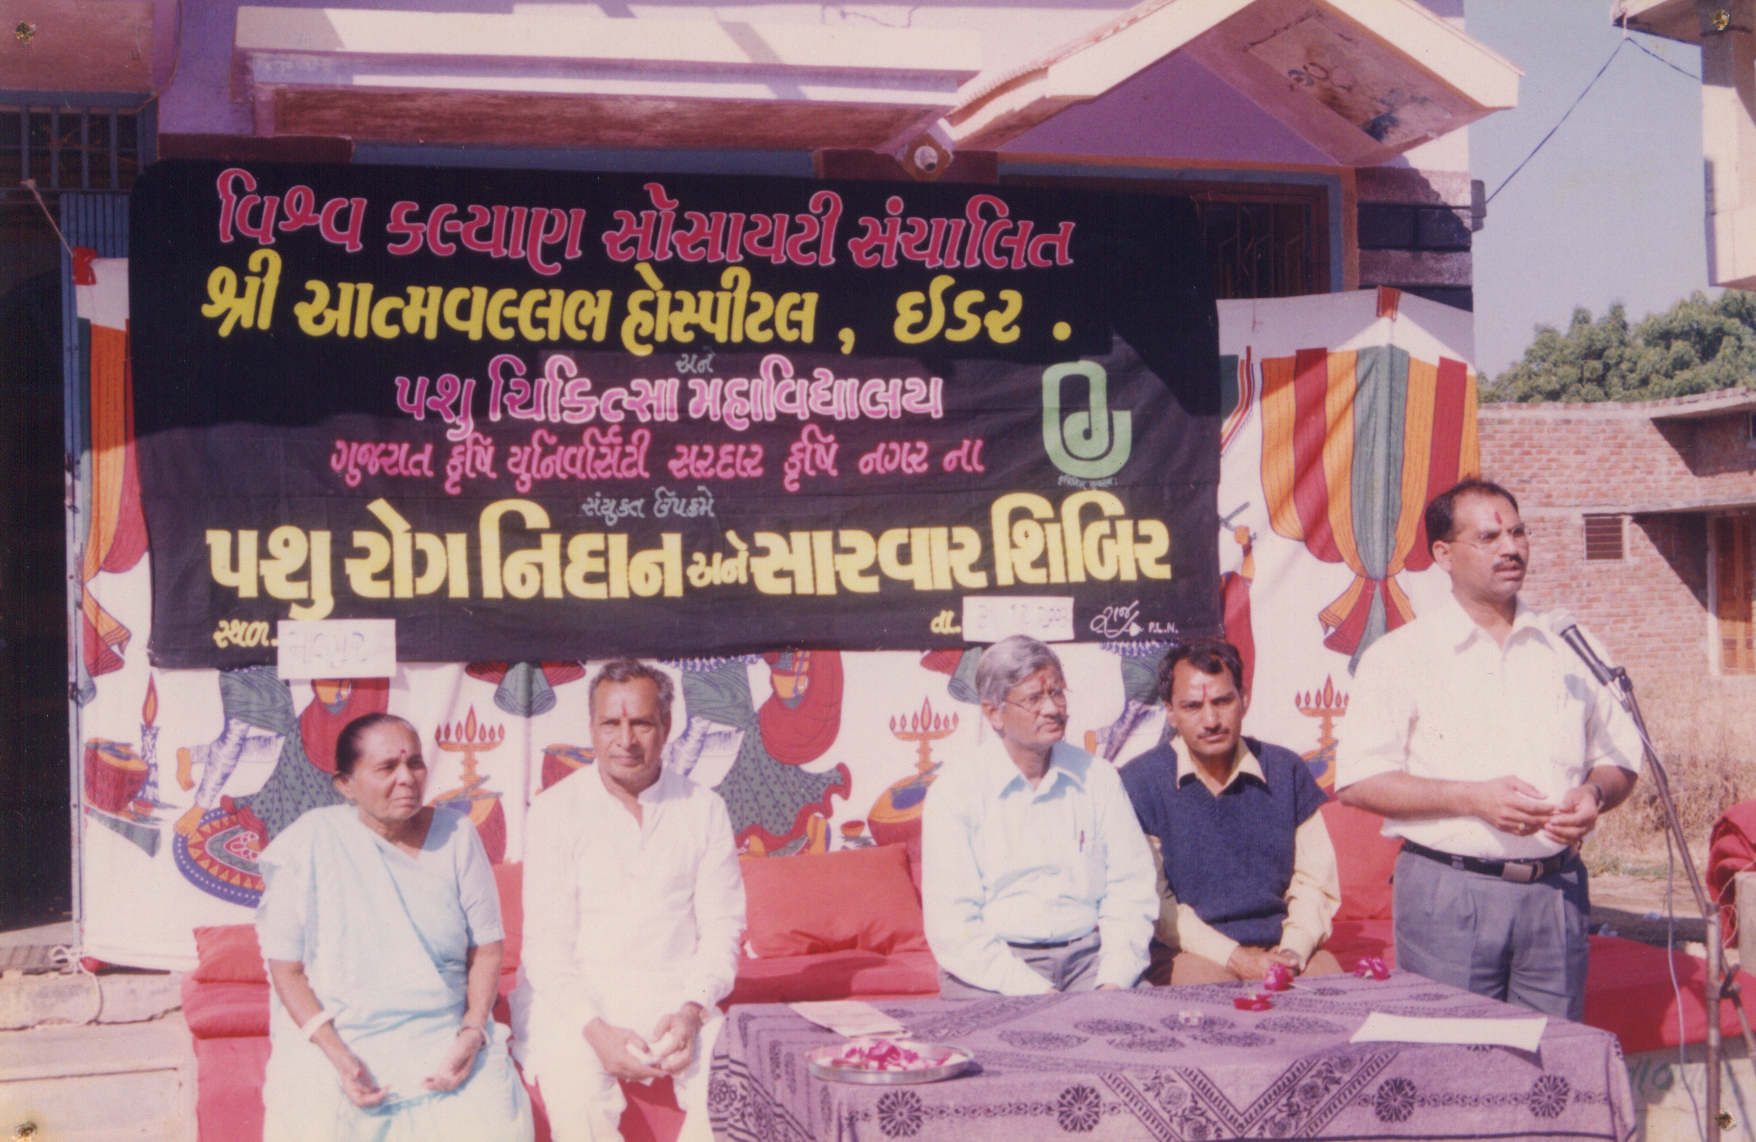 વિશ્વ કલ્યાણ સોસાયટી સંચાલિત
શ્રી આત્મવલ્લભ હોસ્પીટલ , ઇડર .
અને
પશુ ચિકિત્સા મહાવિદ્યાલય
ગુજરાત કૃષિ યુનિવર્સિટી સરદાર કૃષિ નગર ના
સંયુક્ત ઉપક્રમે
પશુ રોગ નિદાન અને સારવાર શિબિર
સ્થળ.
તા.
રાજુ P.L.N.